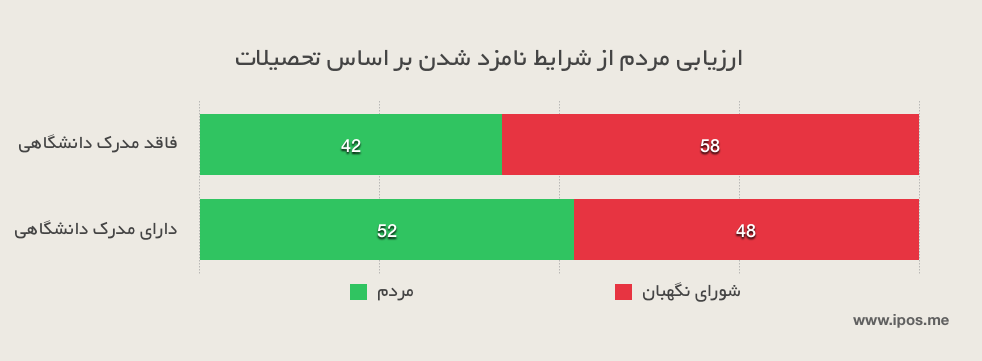 ارزیابی مردم از شرایط نامزد شدن بر اساس تحصیلات
فاقد مدرک دانشگاهی
42
58
دارای مدرک دانشگاهی
52
48
مردم
شورای نگهبان
www.ipos.me